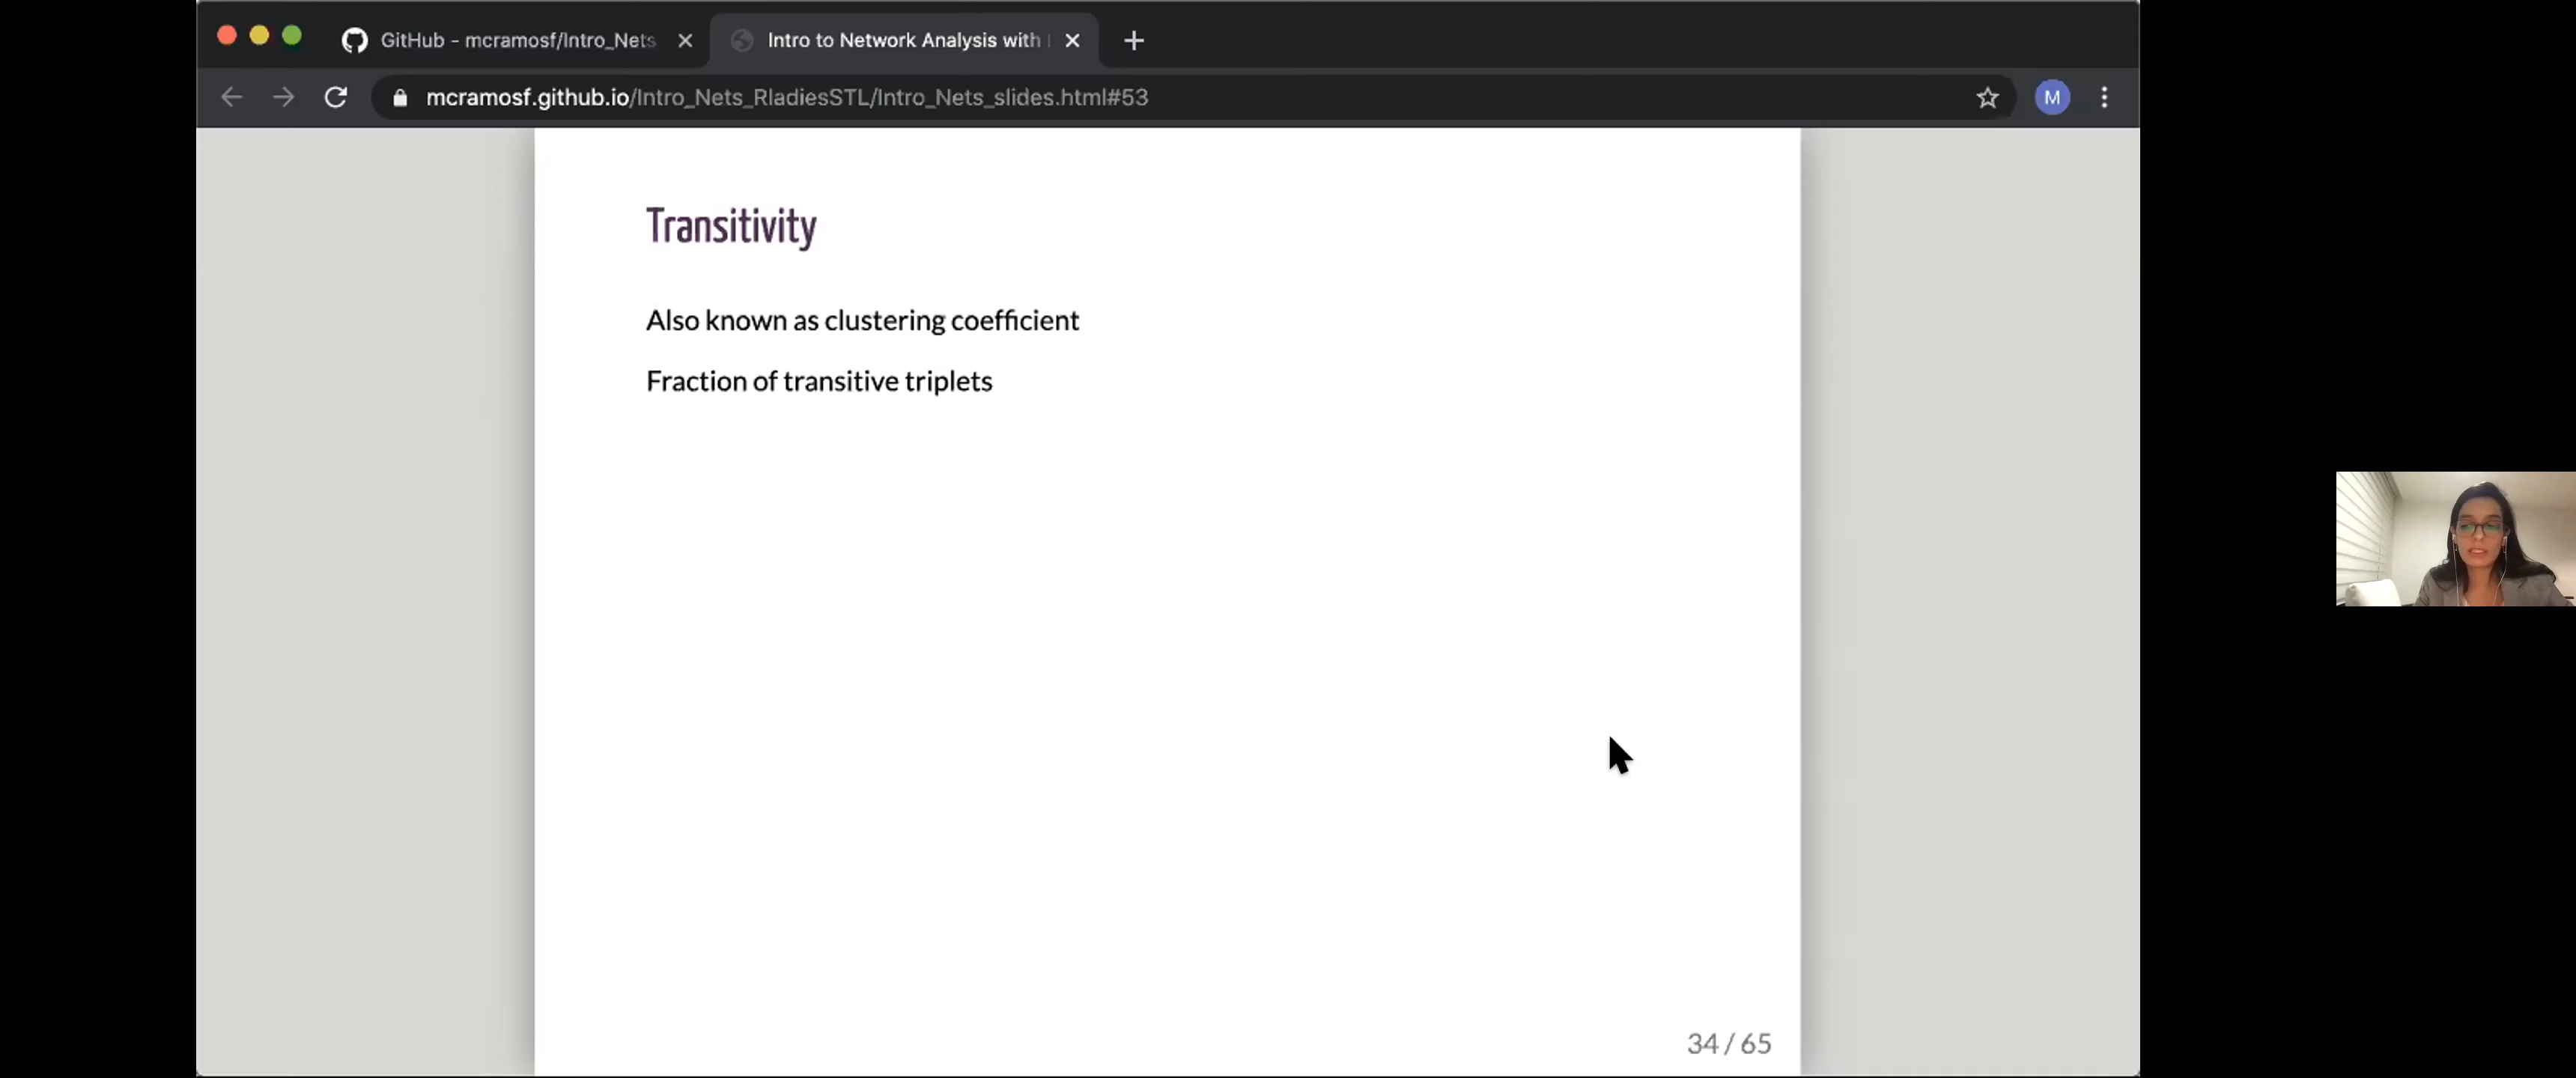 GitHub - mcramosf/Intro_Nets
Intro to Network Analysis with
mcramosf.github.io/Intro_Nets_RladiesSTL/Intro_Nets_slides.html#53
M
Transitivity
Also known as clustering coefficient
Fraction of transitive triplets
34 / 65